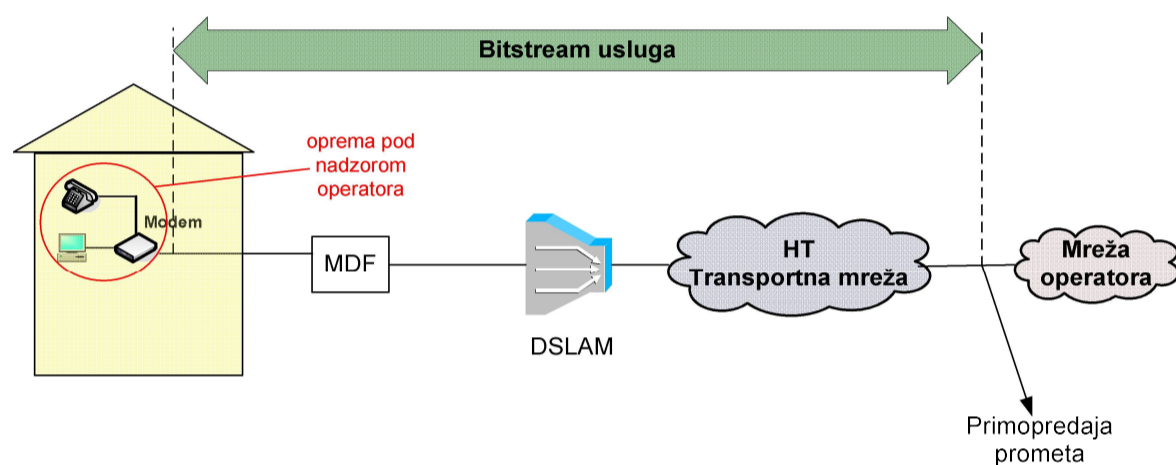 Bitstream usluga
oprema pod
nadzorom
operatora
Modem
MDF
DSLAM
HT
Transportna mreža
Mreža
operatora
Primopredaja
prometa